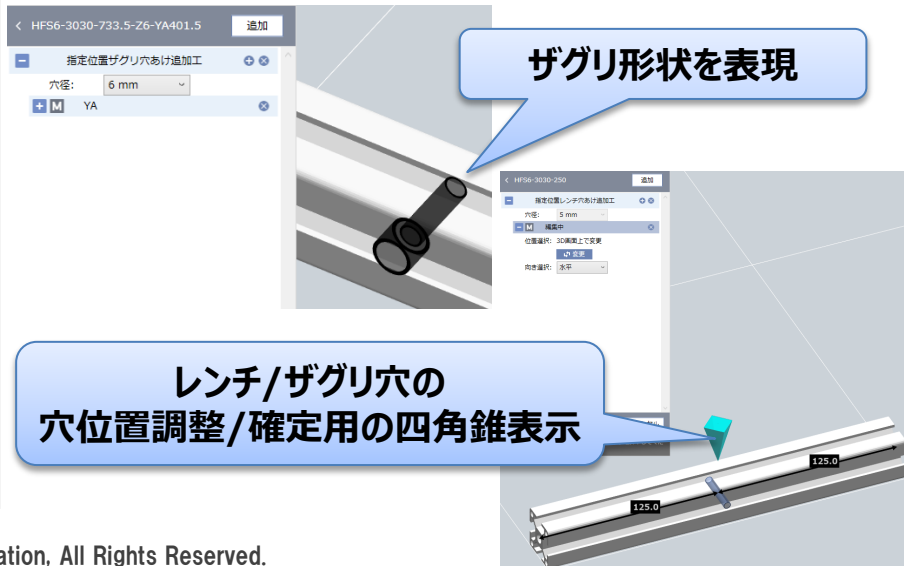 < HFS6-3030-733.5-Z6-YA401.5 追加
指定位置ザグリ穴あけ追加工
穴径: 6 mm
M YA
ザグリ形状を表現
< HFS6-3030-250 追加
指定位置レンチ穴あけ追加工
穴径: 5 mm
M 編集中
位置選択: 3D画面上で変更
変更
向き選択: 水平
レンチ/ザグリ穴の
穴位置調整/確定用の四角錐表示
125.0
125.0
ation, All Rights Reserved.